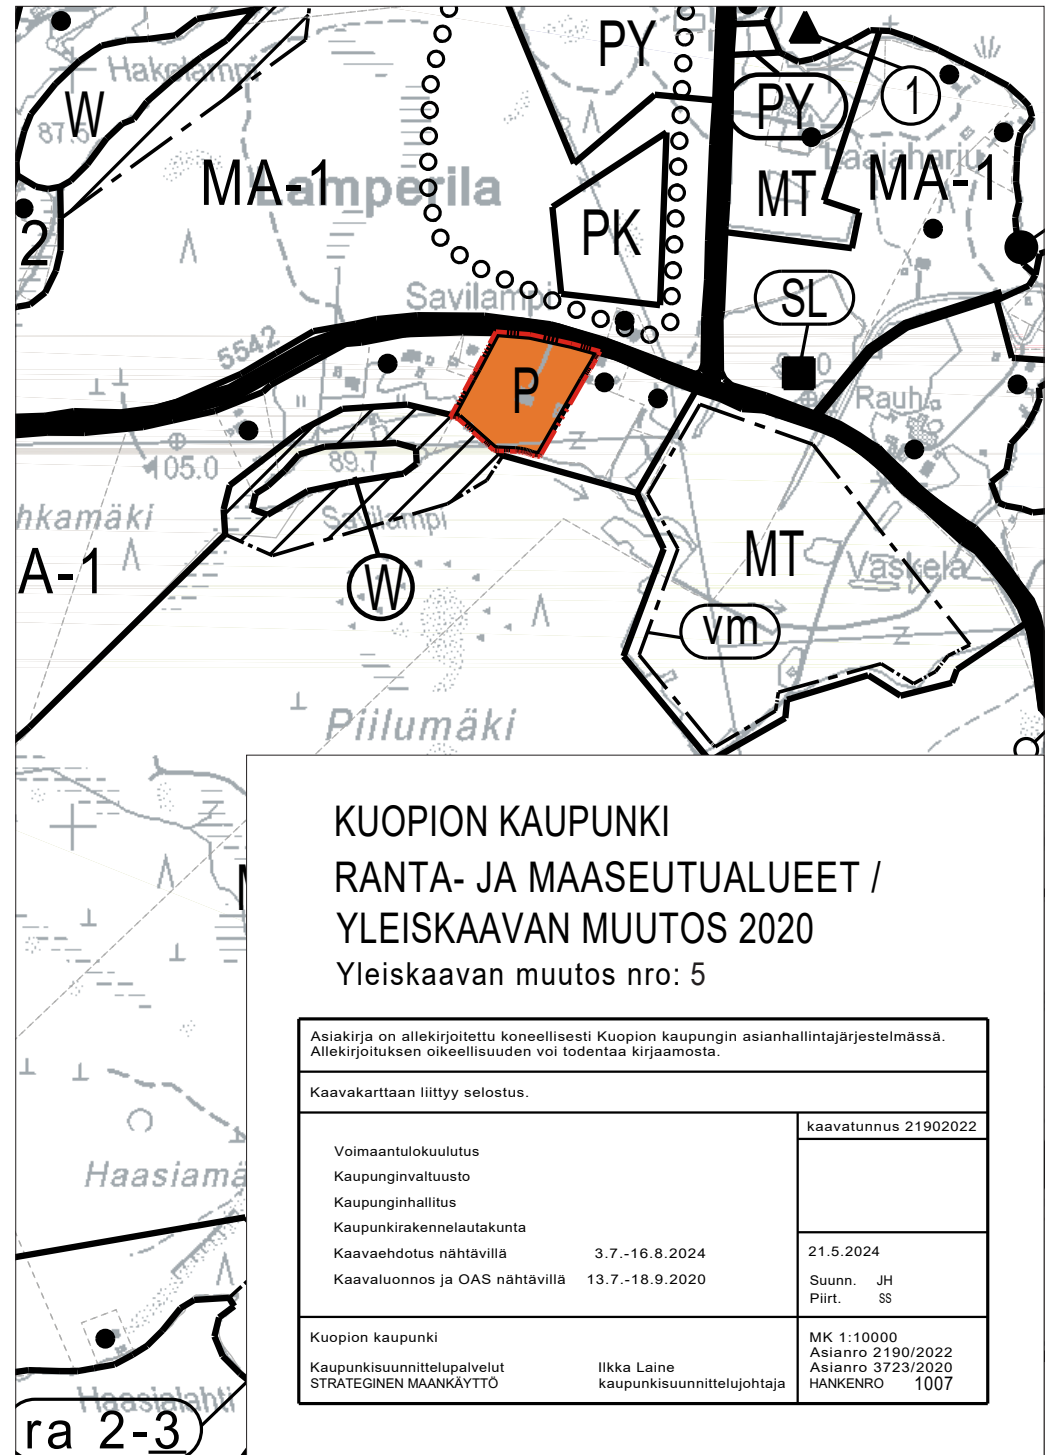 Hakolampi
PY
W
87.
PY
1
MA-1
Lamperila
Laajaharju
MA-1
MT
2
PK
SL
Savilampi
5542
P
Rauh
105.0
89.7
hkamäki
Savilampi
MT
Vaskela
A-1
W
vm
Piilumäki
KUOPION KAUPUNKI
RANTA- JA MAASEUTUALUEET /
YLEISKAAVAN MUUTOS 2020
Yleiskaavan muutos nro: 5
Asiakirja on allekirjoitettu koneellisesti Kuopion kaupungin asianhallintajärjestelmässä.
Allekirjoituksen oikeellisuuden voi todentaa kirjaamosta.
Kaavakarttaan liittyy selostus.
kaavatunnus 21902022
Voimaantulokuulutus
Kaupunginvaltuusto
Kaupunginhallitus
Kaupunkirakennelautakunta
Kaavaehdotus nähtävillä 3.7.-16.8.2024
Kaavaluonnos ja OAS nähtävillä 13.7.-18.9.2020
21.5.2024
Suunn. JH
Piirt. SS
Kuopion kaupunki
Kaupunkisuunnittelupalvelut Ilkka Laine
STRATEGINEN MAANKÄYTTÖ kaupunkisuunnittelujohtaja
MK 1:10000
Asianro 2190/2022
Asianro 3723/2020
HANKENRO 1007
Haasiamä
Haasialahti
ra 2-3